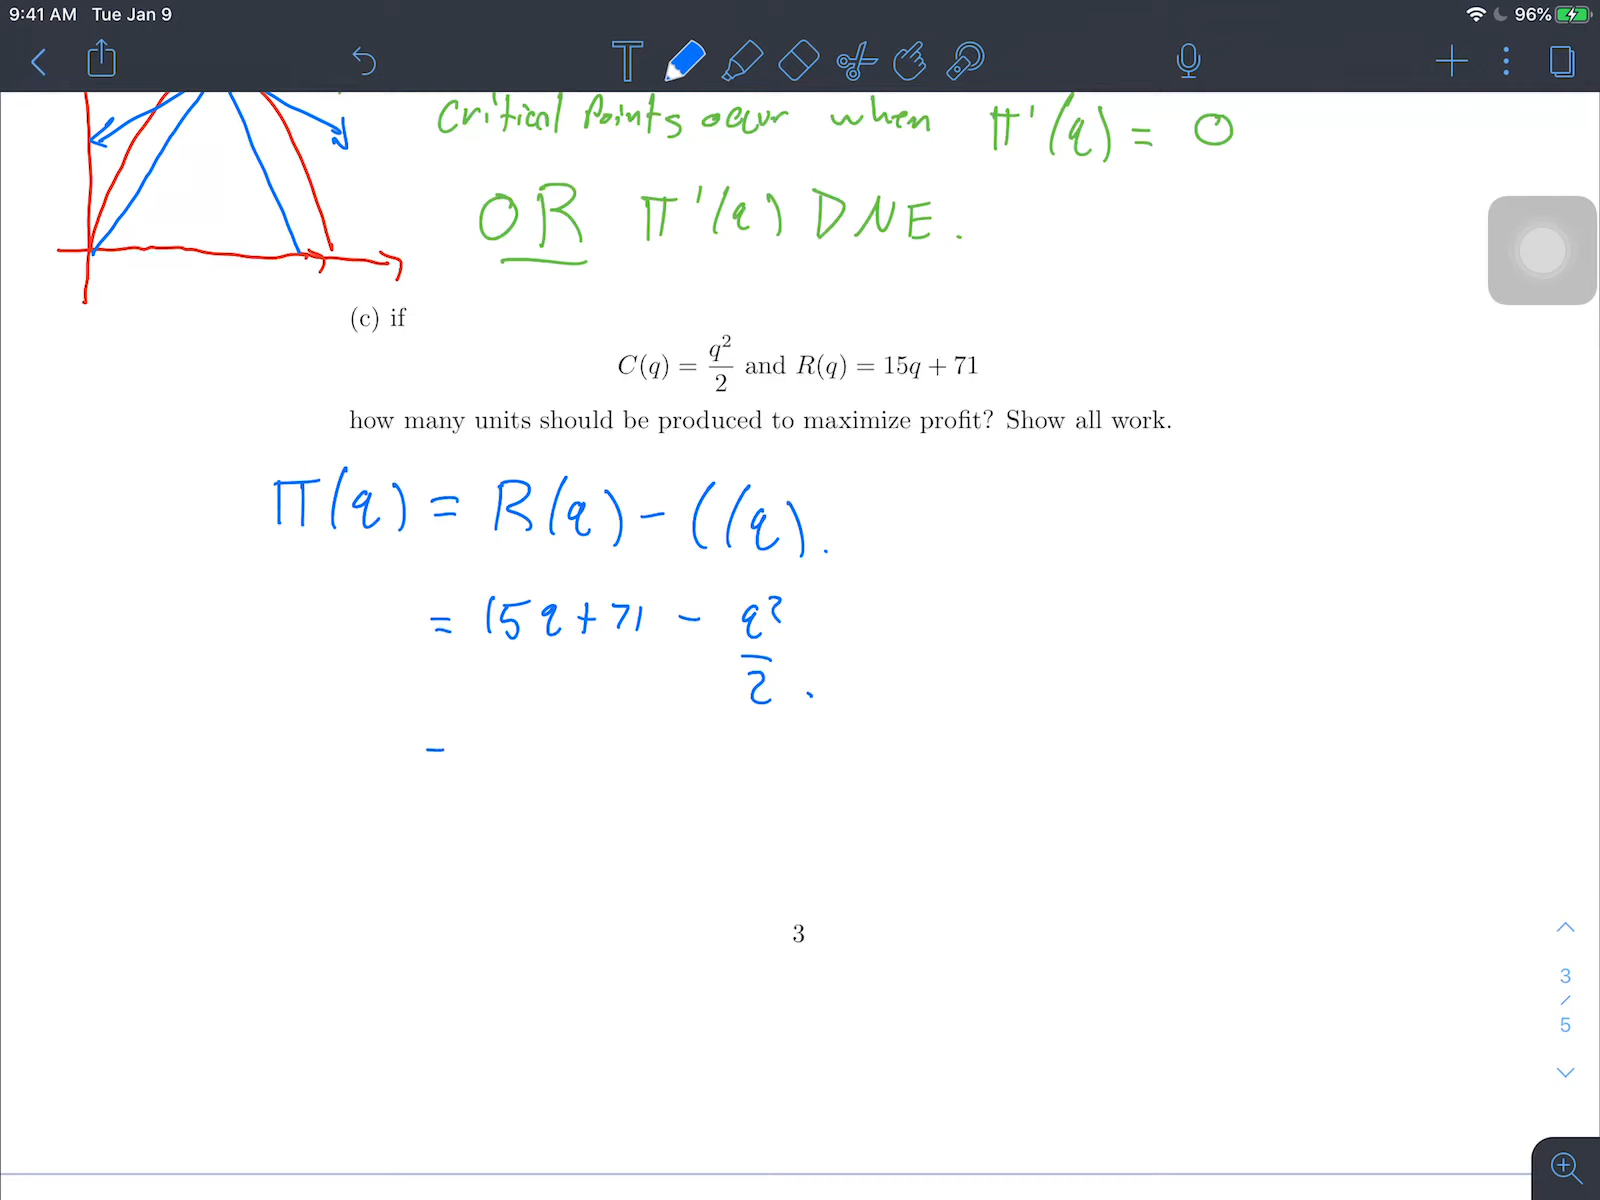 9:41 AM Tue Jan 9 96%
Critical Points occur when π'(q) = 0
OR π'(q) DNE.
(c) if
C(q) = q²/2 and R(q) = 15q + 71
how many units should be produced to maximize profit? Show all work.
π(q) = R(q) - C(q).
= 15q + 71 - q²/2.
-
3
3
/
5